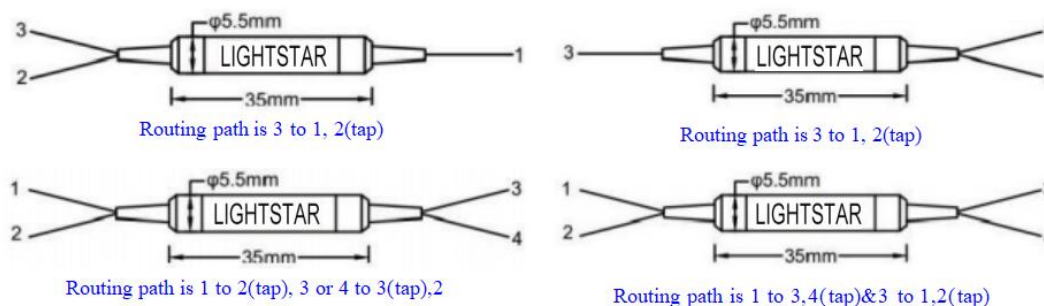 φ5.5mm
3
LIGHTSTAR
1
2
35mm
Routing path is 3 to 1, 2(tap)
φ5.5mm
3
LIGHTSTAR
35mm
Routing path is 3 to 1, 2(tap)
φ5.5mm
1
3
LIGHTSTAR
2
4
35mm
Routing path is 1 to 2(tap), 3 or 4 to 3(tap),2
φ5.5mm
1
LIGHTSTAR
2
35mm
Routing path is 1 to 3,4(tap)&3 to 1,2(tap)